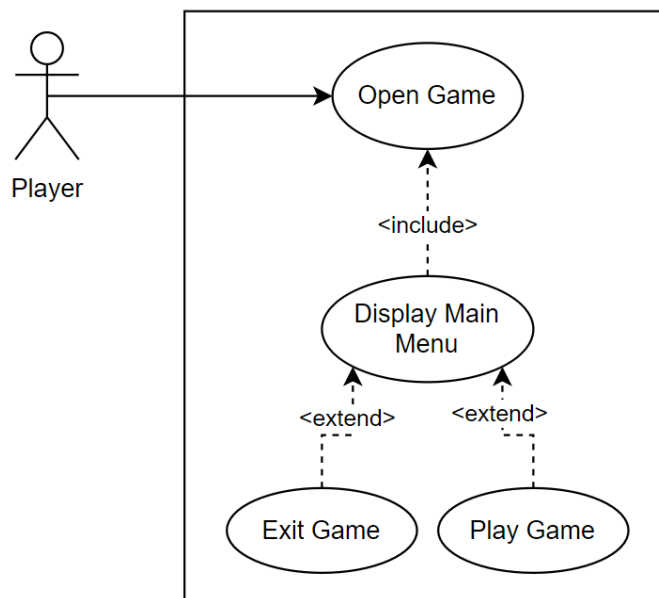 Open Game
Player
<include>
Display Main
Menu
<extend>
<extend>
Exit Game
Play Game